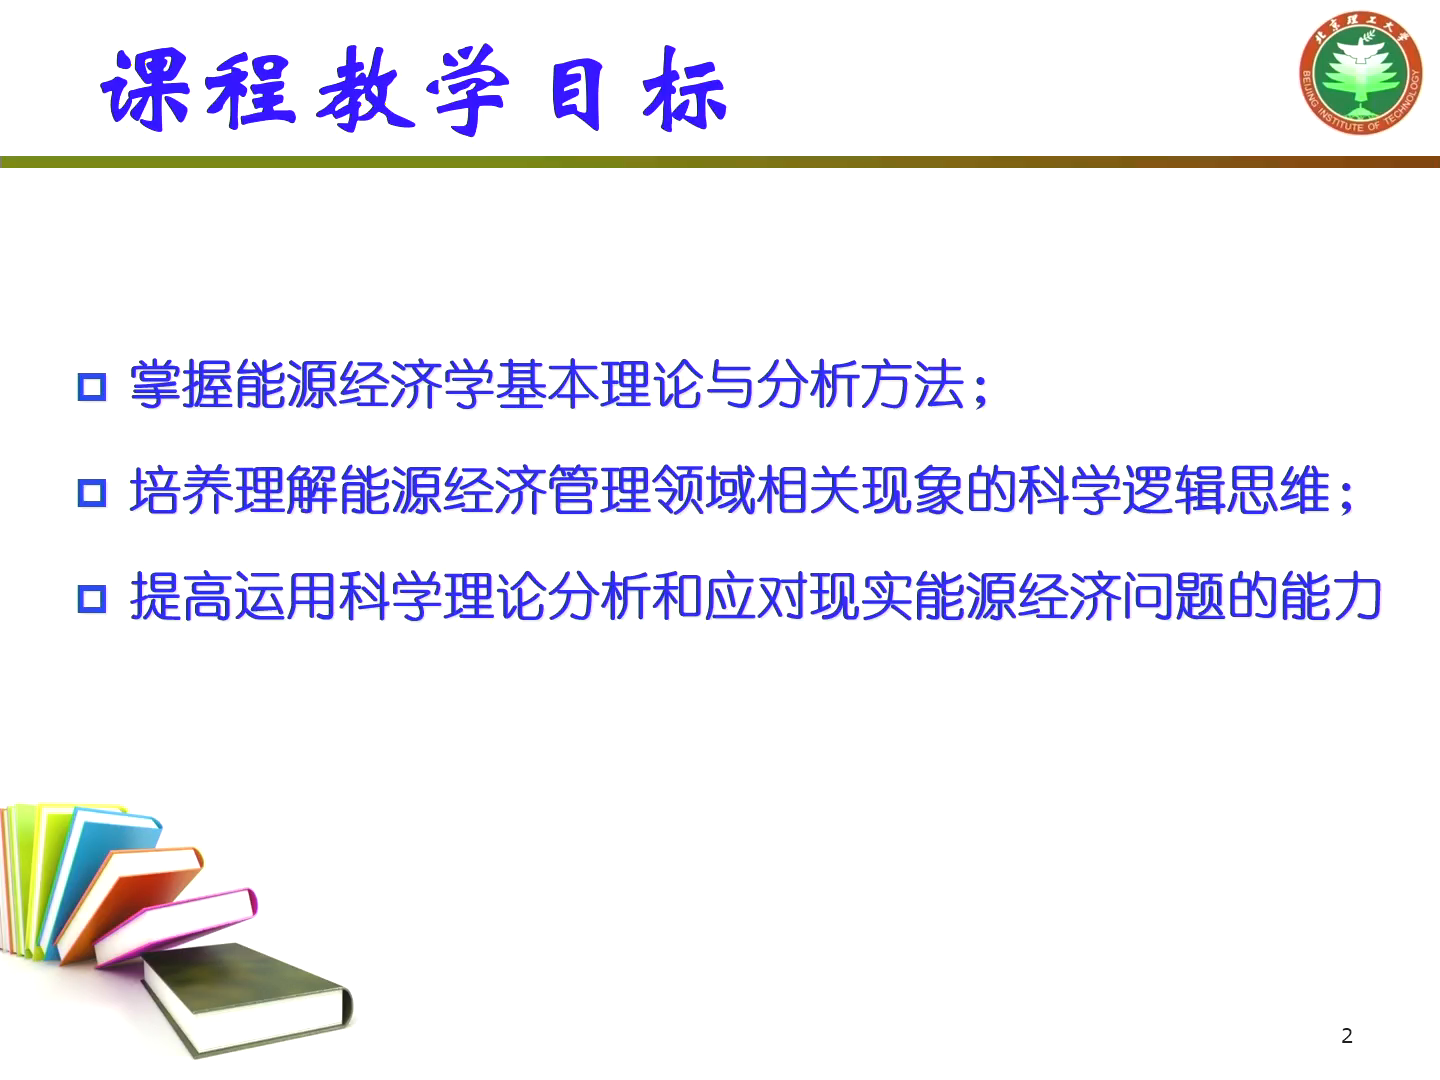 课程教学目标
北京理工大学
BEIJING INSTITUTE OF TECHNOLOGY
掌握能源经济学基本理论与分析方法；
培养理解能源经济管理领域相关现象的科学逻辑思维；
提高运用科学理论分析和应对现实能源经济问题的能力
2